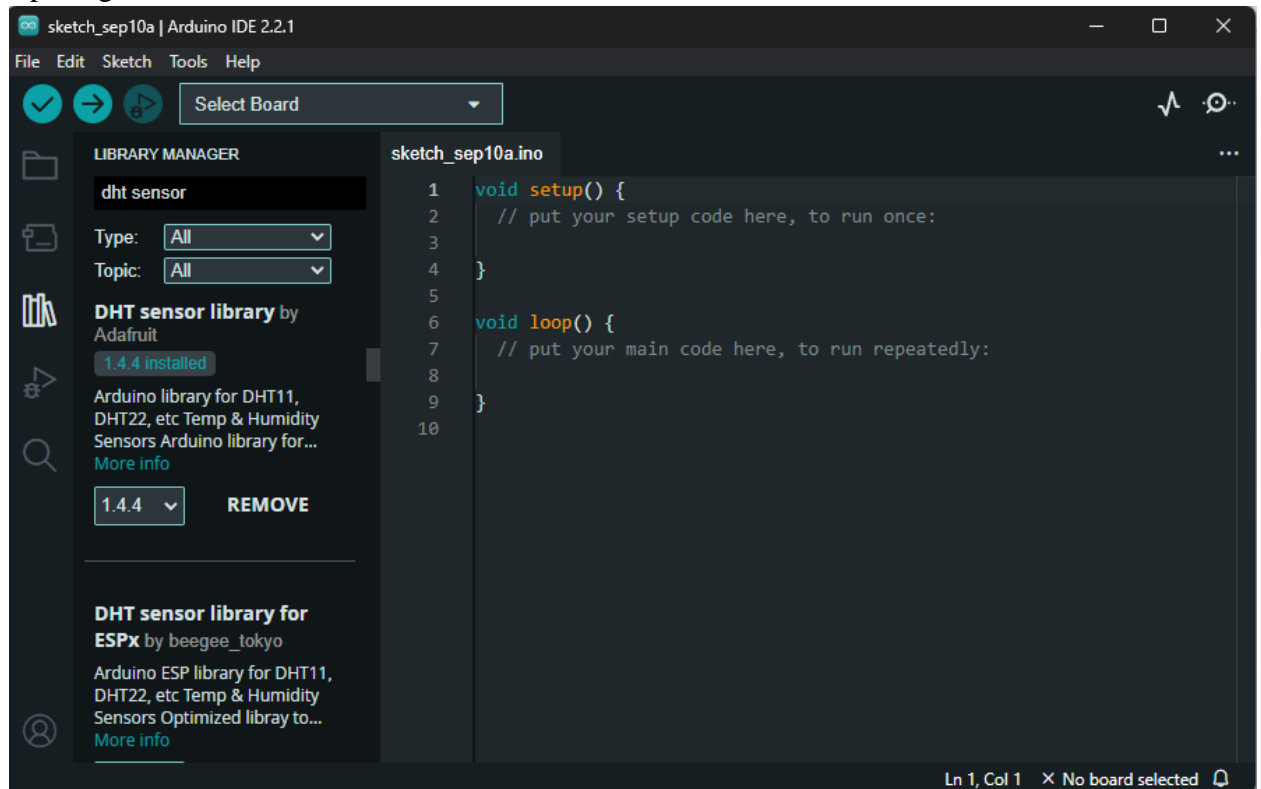 sketch_sep10a | Arduino IDE 2.2.1
File Edit Sketch Tools Help
Select Board
LIBRARY MANAGER
dht sensor
Type: All
Topic: All
DHT sensor library by
Adafruit
1.4.4 installed
Arduino library for DHT11,
DHT22, etc Temp & Humidity
Sensors Arduino library for...
More info
1.4.4 REMOVE
DHT sensor library for
ESPx by beegee_tokyo
Arduino ESP library for DHT11,
DHT22, etc Temp & Humidity
Sensors Optimized libray to...
More info
sketch_sep10a.ino
1 void setup() {
2 // put your setup code here, to run once:
3
4 }
5
6 void loop() {
7 // put your main code here, to run repeatedly:
8
9 }
10
Ln 1, Col 1 × No board selected